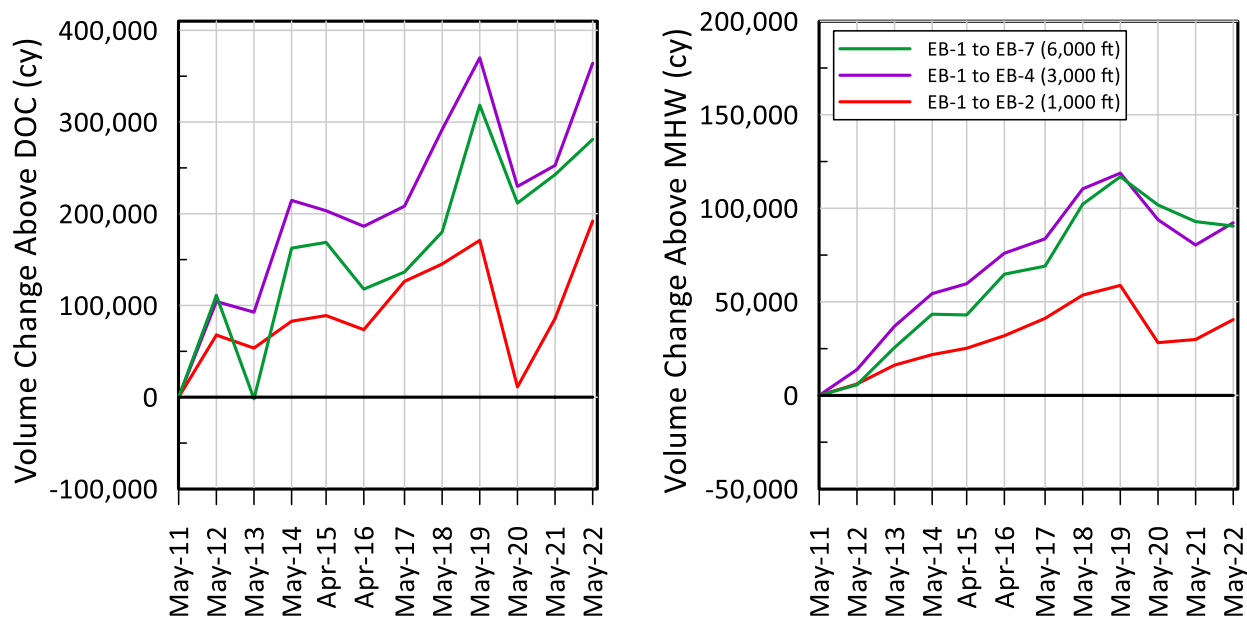 Volume Change Above DOC (cy)
400,000
300,000
200,000
100,000
0
-100,000
May-11
May-12
May-13
May-14
Apr-15
Apr-16
May-17
May-18
May-19
May-20
May-21
May-22
Volume Change Above MHW (cy)
200,000
150,000
100,000
50,000
0
-50,000
EB-1 to EB-7 (6,000 ft)
EB-1 to EB-4 (3,000 ft)
EB-1 to EB-2 (1,000 ft)
May-11
May-12
May-13
May-14
Apr-15
Apr-16
May-17
May-18
May-19
May-20
May-21
May-22